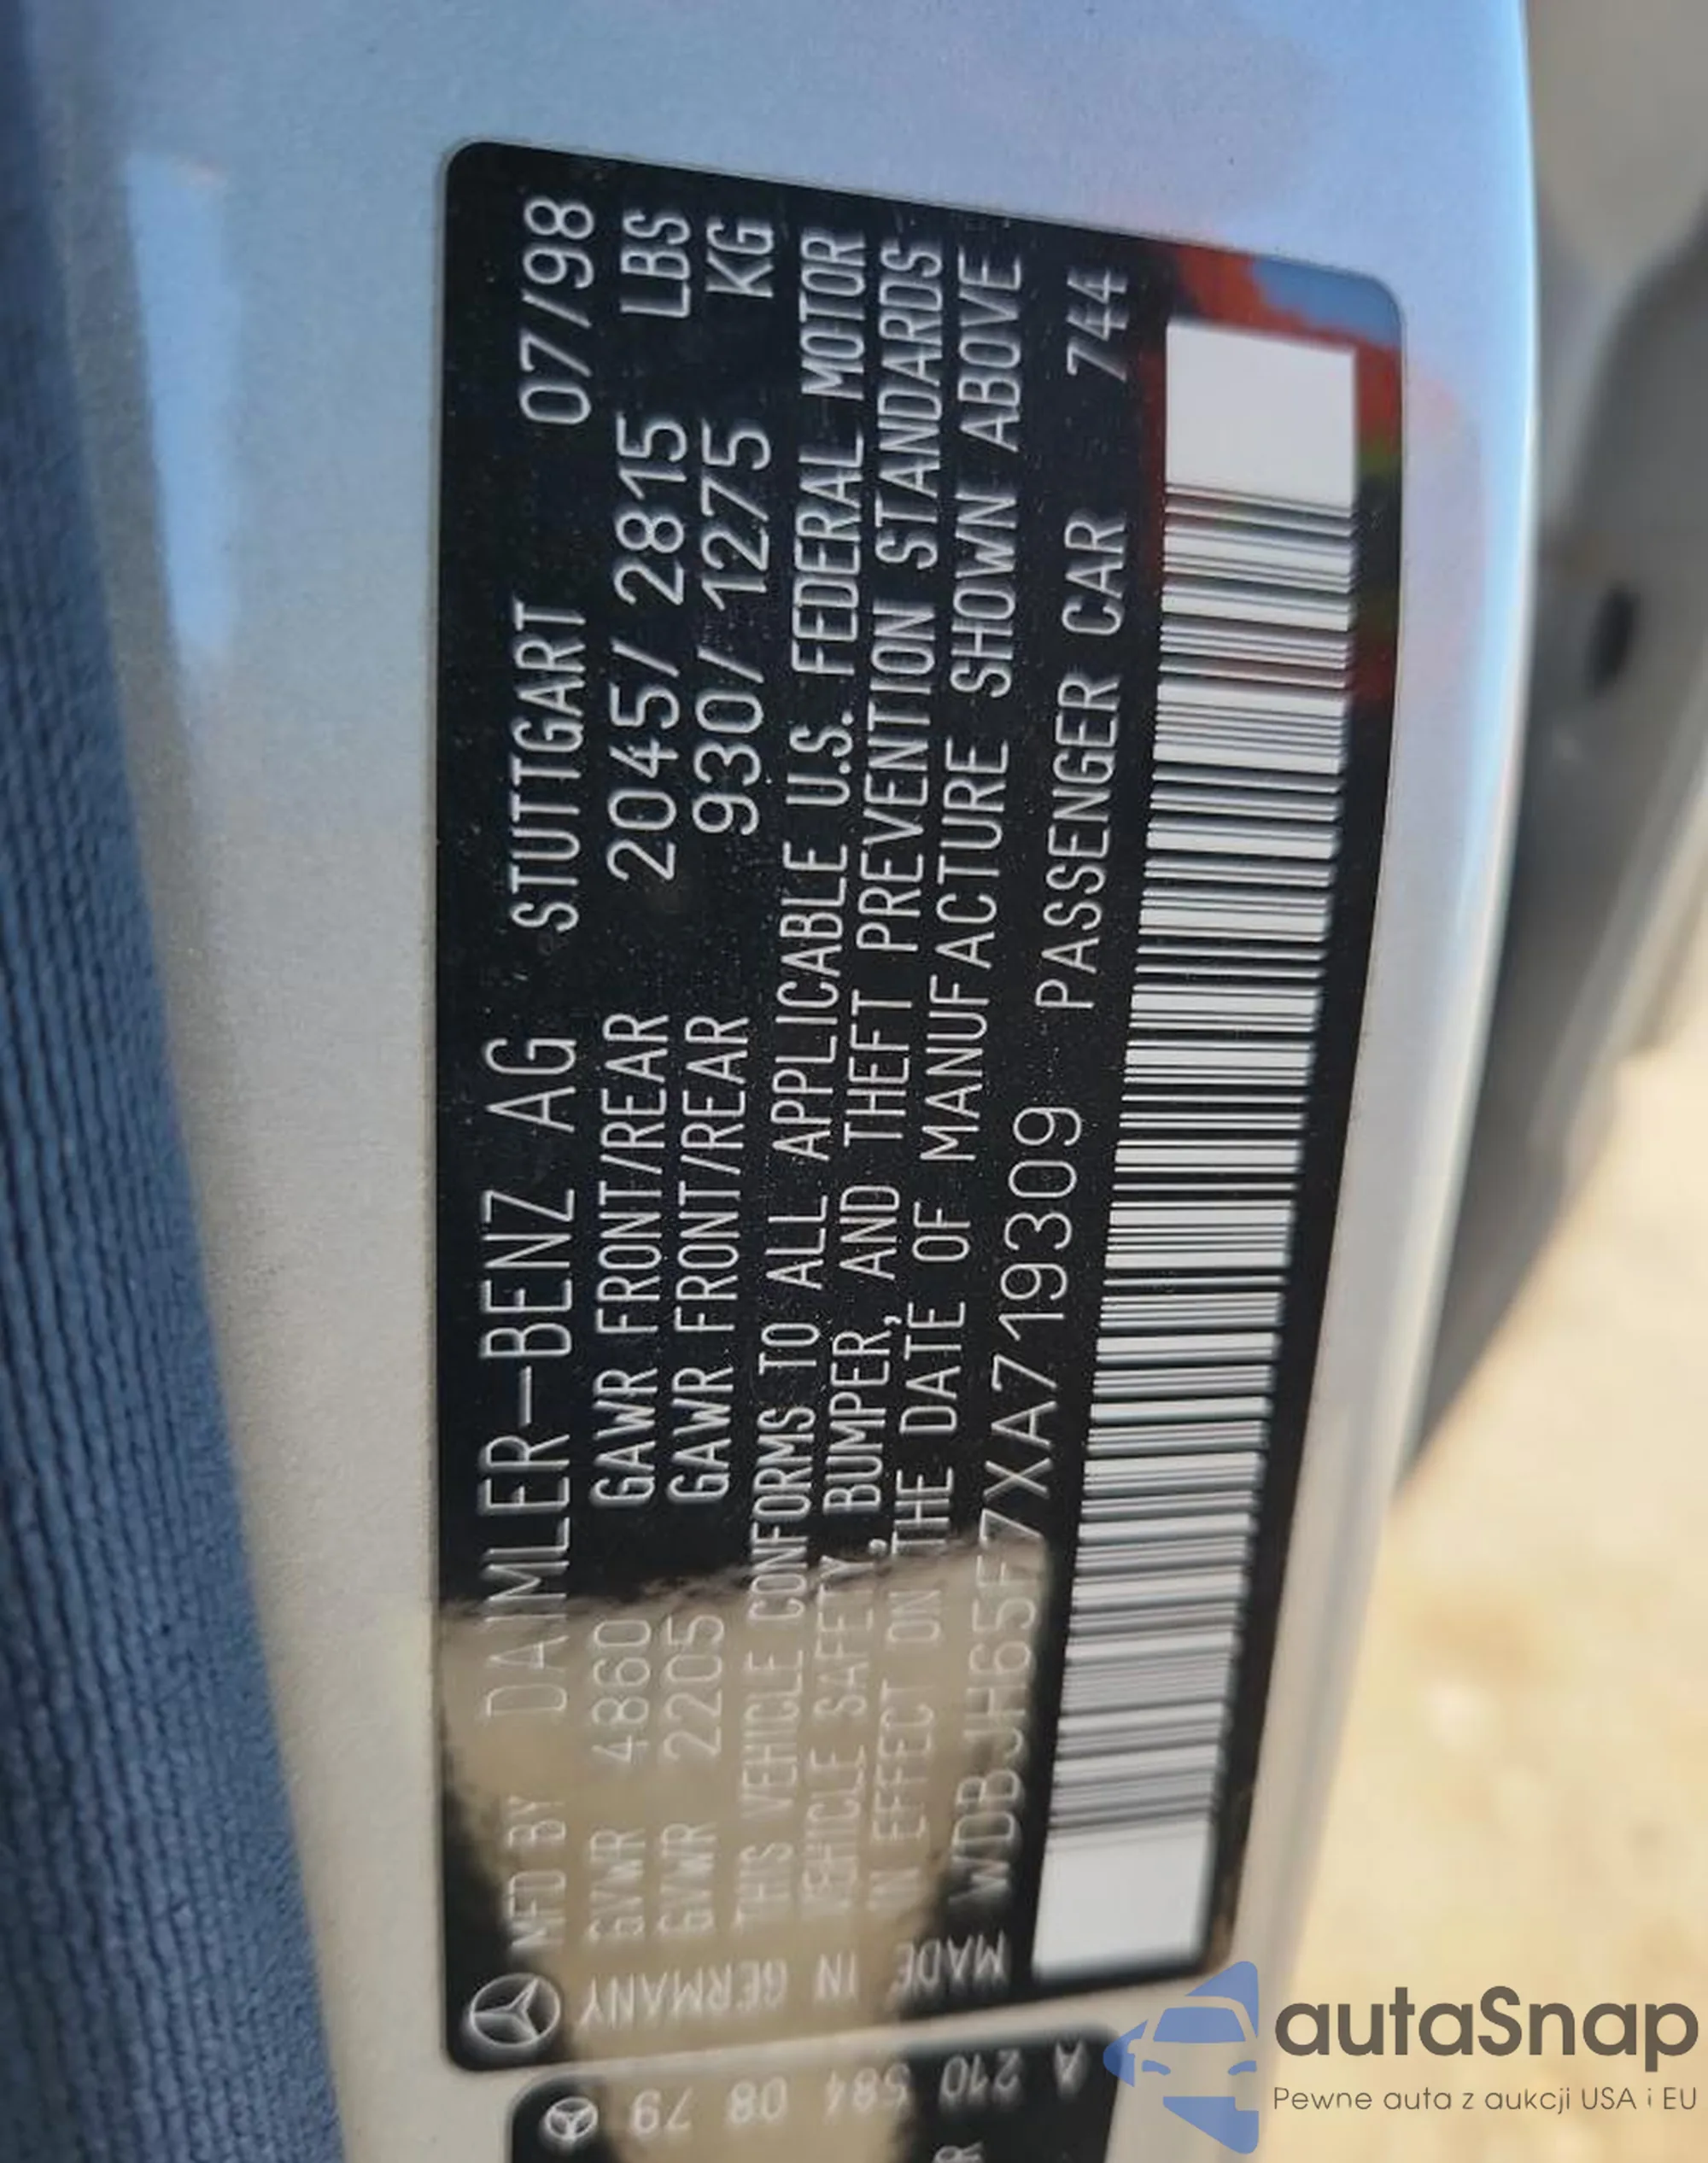 MFD BY DAIMLER-BENZ AG STUTTGART 07/98
GVWR 4860 GAWR FRONT/REAR 2045/ 2815 LBS
GVWR 2205 GAWR FRONT/REAR 930/ 1275 KG
THIS VEHICLE CONFORMS TO ALL APPLICABLE U.S. FEDERAL MOTOR
VEHICLE SAFETY, BUMPER, AND THEFT PREVENTION STANDARDS
IN EFFECT ON THE DATE OF MANUFACTURE SHOWN ABOVE
WDBJH65F7XA719309 PASSENGER CAR 744
MADE IN GERMANY
A 210 584 08 79
autaSnap
Pewne auta z aukcji USA i EU